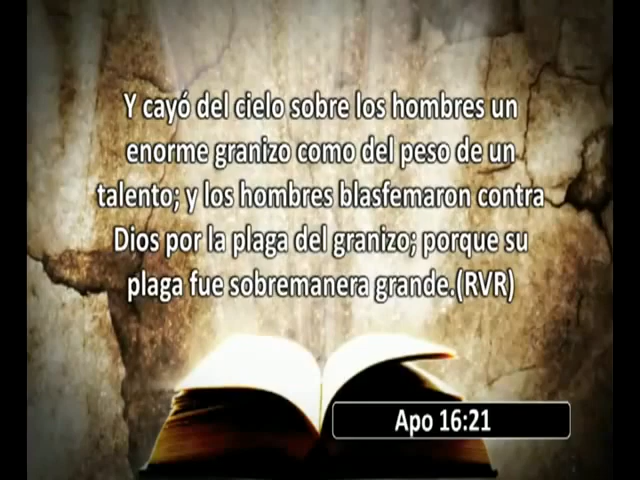 Y cayó del cielo sobre los hombres un
enorme granizo como del peso de un
talento; y los hombres blasfemaron contra
Dios por la plaga del granizo; porque su
plaga fue sobremanera grande.(RVR)
Apo 16:21